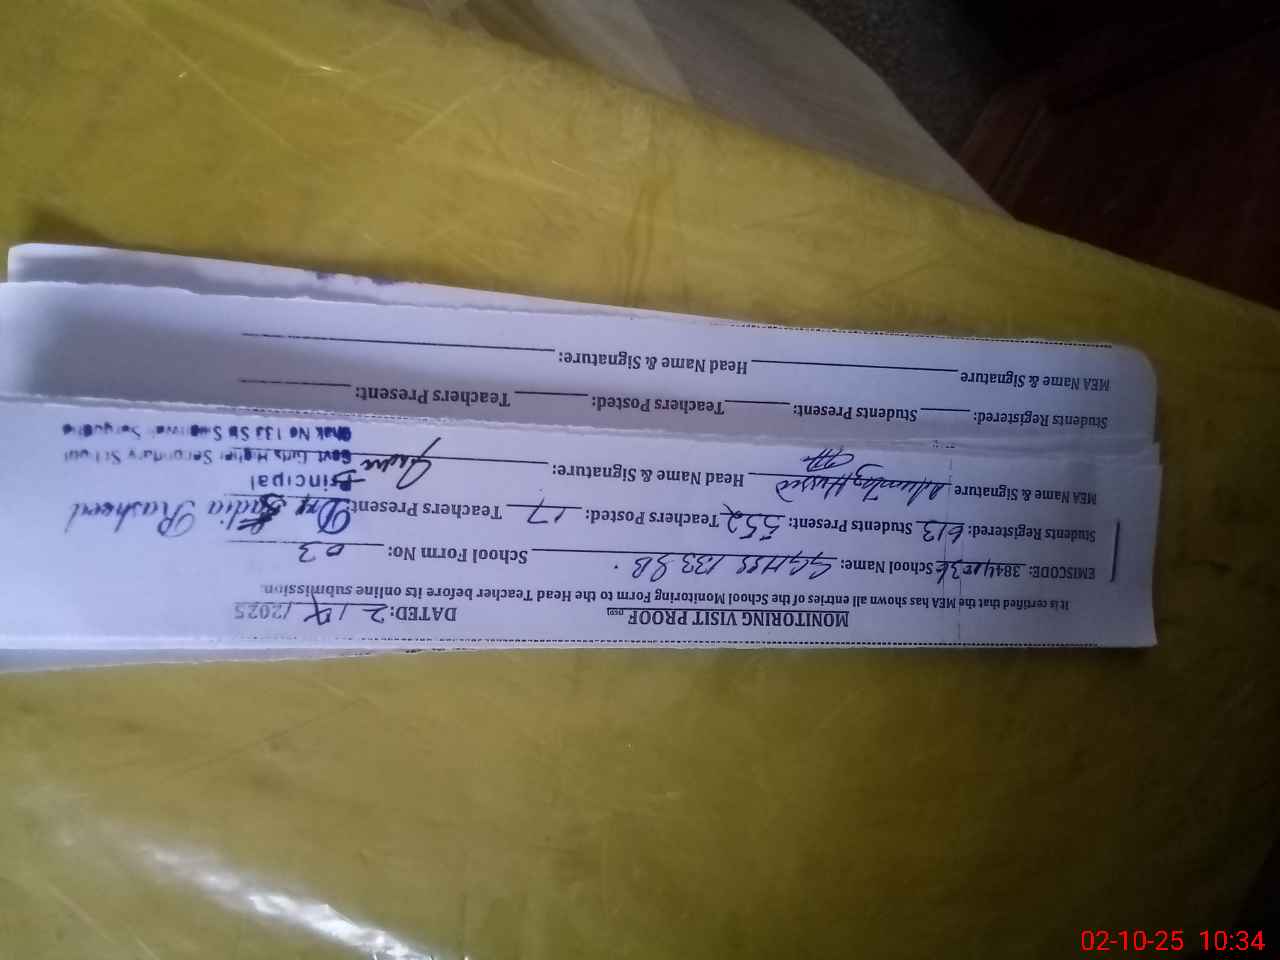 MONITORING VISIT PROOF DATED: 2 / /2025
It is certified that the MEA has shown all entries of the School Monitoring Form to the Head Teacher before its online submission.
EMISCODE: 384 School Name: GGHSS 133 SB. School Form No: 03
Students Registered: 613 Students Present: 552 Teachers Posted: 17 Teachers Present: Sadia Rasheed
MEA Name & Signature Head Name & Signature:
Principal
Govt. Girls Higher Secondary School
Chak No 133 SB
Students Registered: Students Present: Teachers Posted: Teachers Present:
MEA Name & Signature Head Name & Signature:
02-10-25 10:34